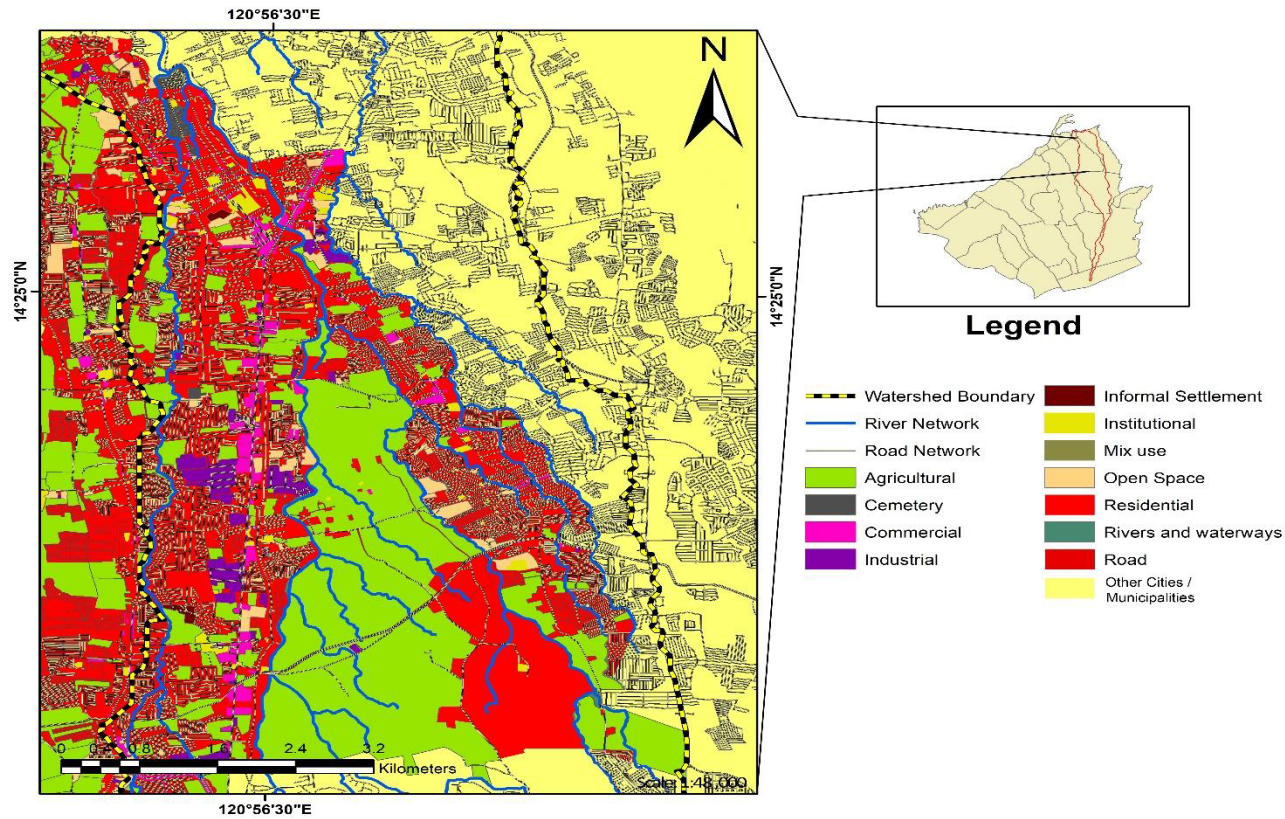 120°56'30"E
N
14°25'0"N
14°25'0"N
Legend
Watershed Boundary
River Network
Road Network
Agricultural
Cemetery
Commercial
Industrial
Informal Settlement
Institutional
Mix use
Open Space
Residential
Rivers and waterways
Road
Other Cities /
Municipalities
0 0.4 0.8 1.6 2.4 3.2
Kilometers
Scale 1:48,000
120°56'30"E